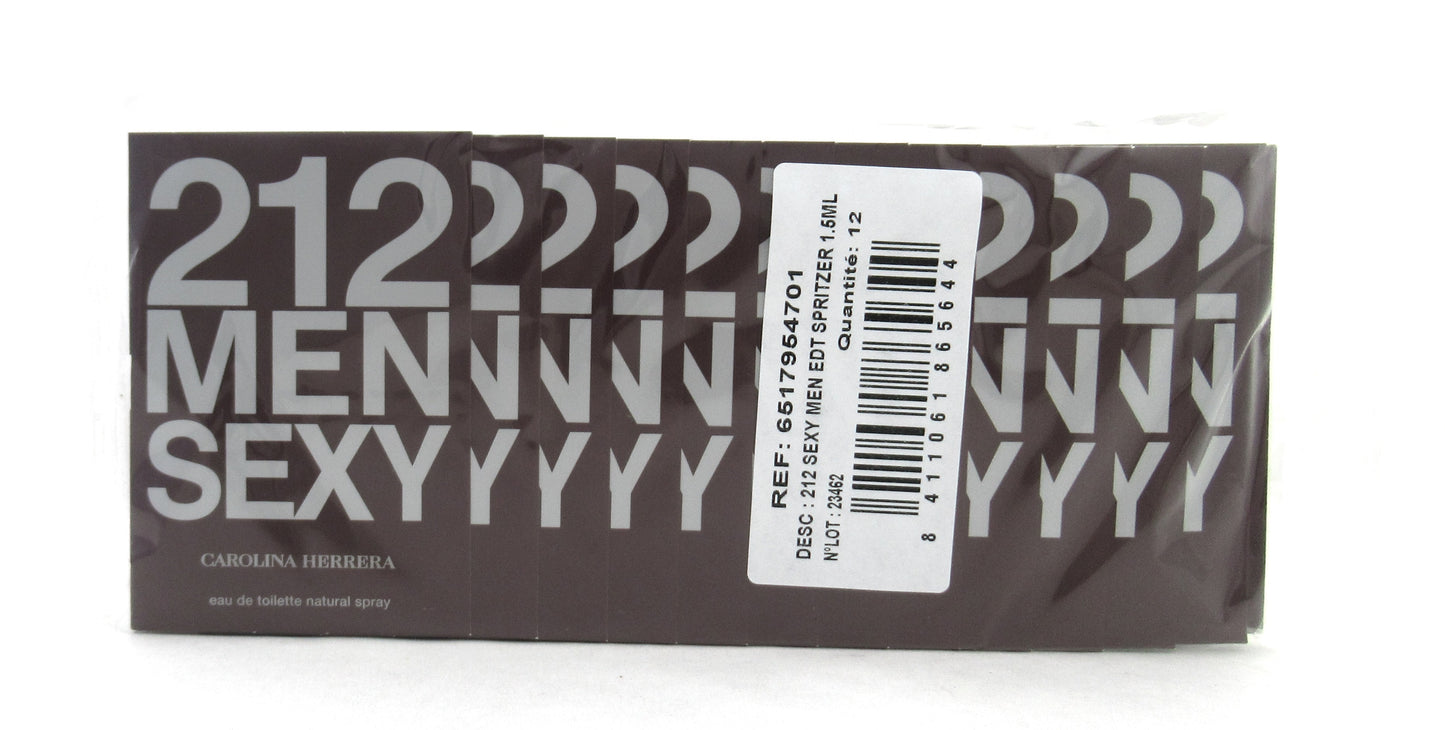 212
MEN
SEXY
CAROLINA HERRERA
eau de toilette natural spray
REF: 6517954701
DESC : 212 SEXY MEN EDT SPRITZER 1.5ML
N°LOT : 23462
Quantité: 12
8 411061 865644